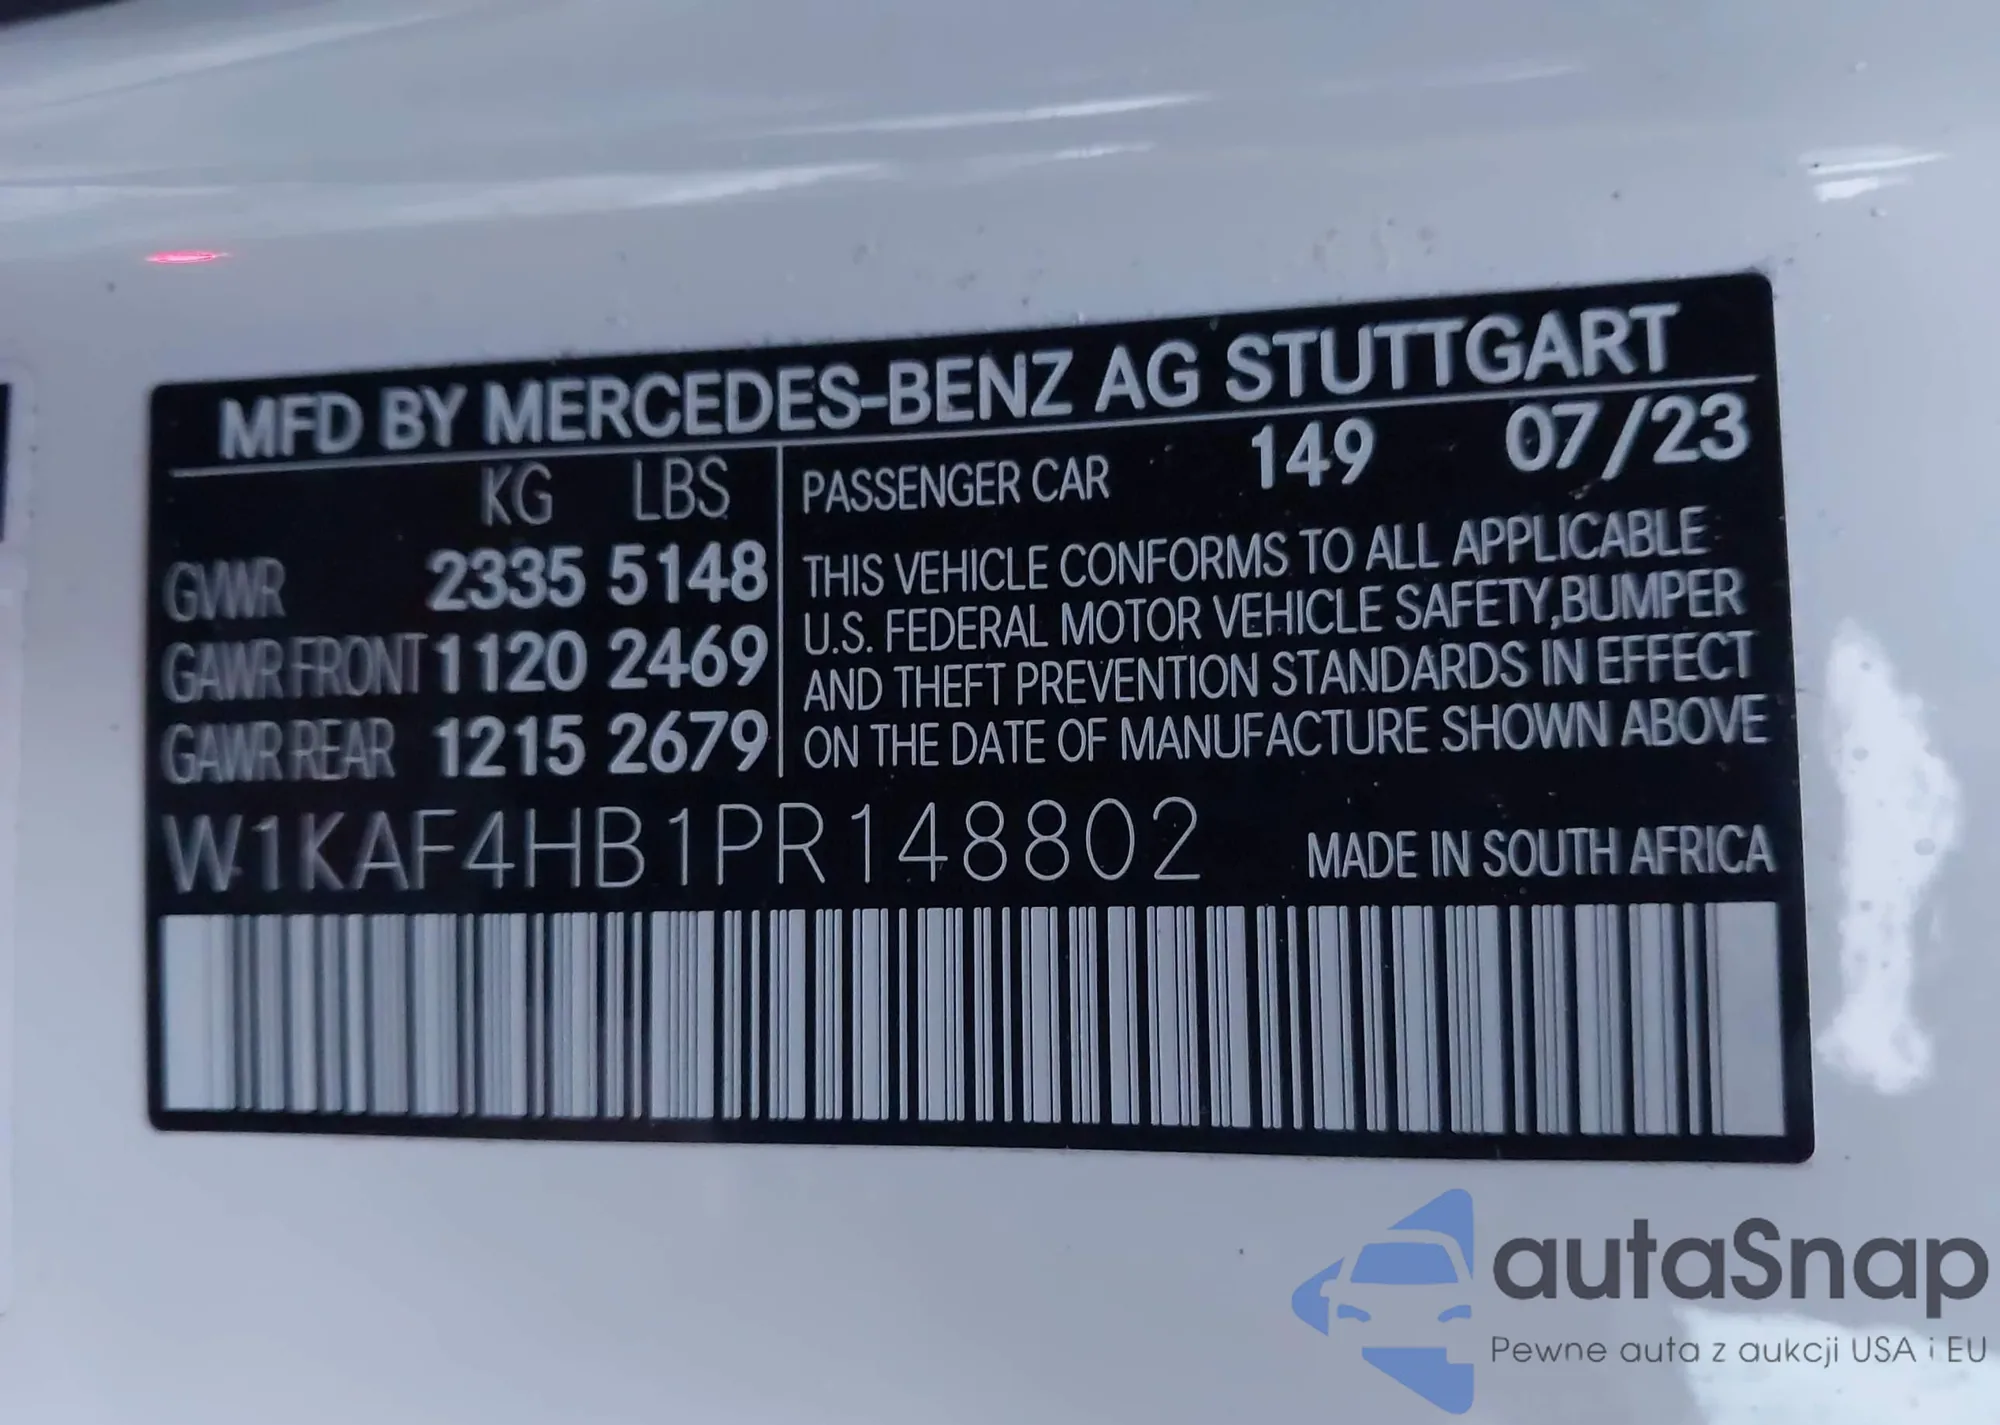 MFD BY MERCEDES-BENZ AG STUTTGART
KG LBS
GVWR 2335 5148
GAWR FRONT 1120 2469
GAWR REAR 1215 2679
PASSENGER CAR 149 07/23
THIS VEHICLE CONFORMS TO ALL APPLICABLE
U.S. FEDERAL MOTOR VEHICLE SAFETY,BUMPER
AND THEFT PREVENTION STANDARDS IN EFFECT
ON THE DATE OF MANUFACTURE SHOWN ABOVE
W1KAF4HB1PR148802 MADE IN SOUTH AFRICA
autaSnap
Pewne auta z aukcji USA i EU